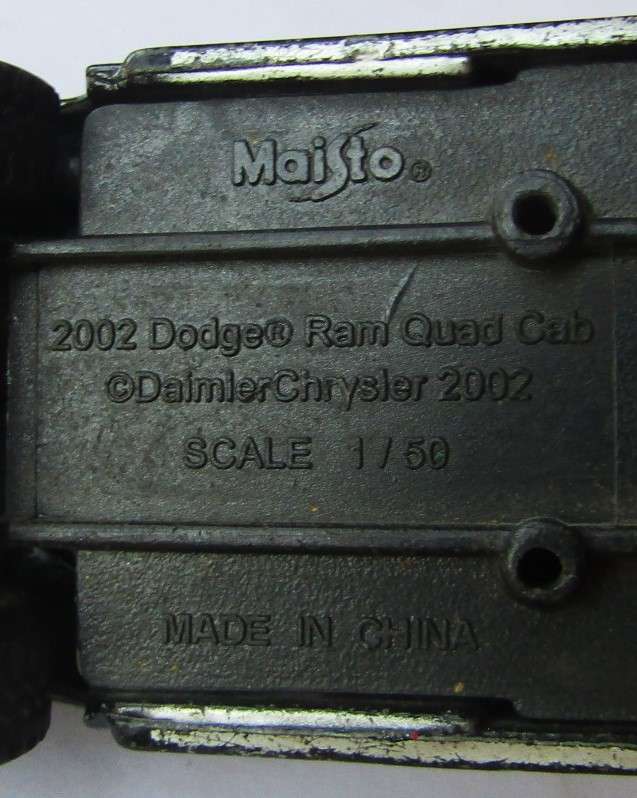 Maisto®
2002 Dodge® Ram Quad Cab
©DaimlerChrysler 2002
SCALE 1/50
MADE IN CHINA